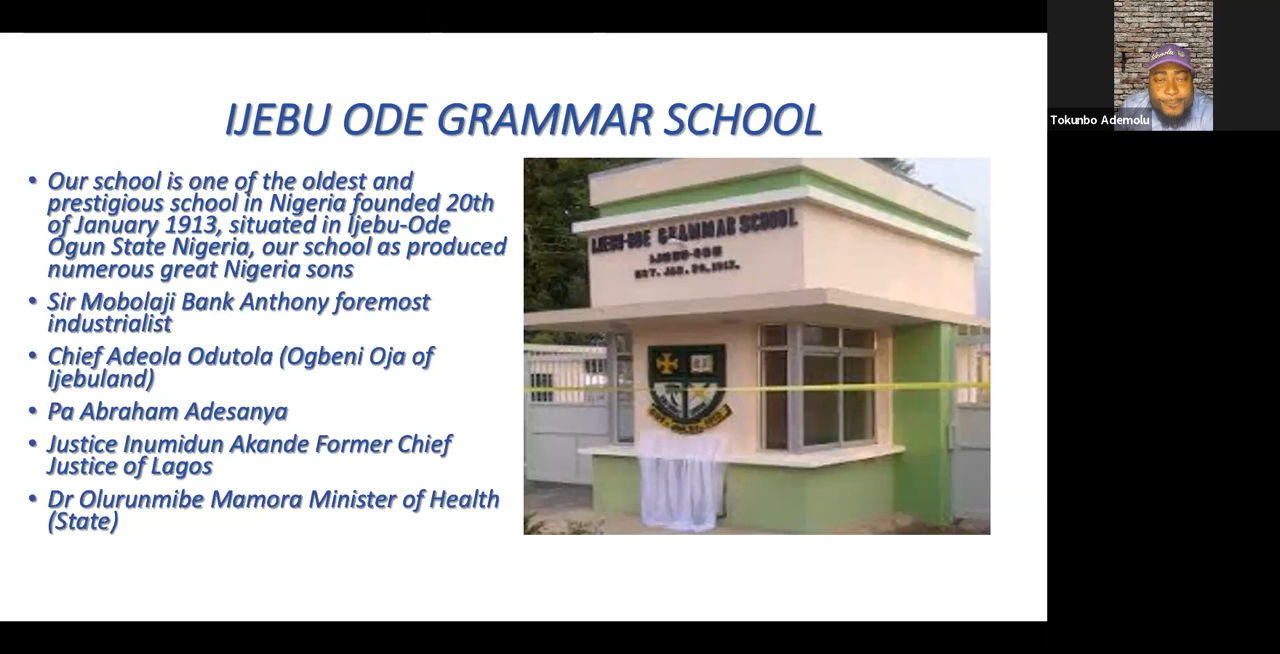 IJEBU ODE GRAMMAR SCHOOL
• Our school is one of the oldest and
prestigious school in Nigeria founded 20th
of January 1913, situated in Ijebu-Ode
Ogun State Nigeria, our school as produced
numerous great Nigeria sons
• Sir Mobolaji Bank Anthony foremost
industrialist
• Chief Adeola Odutola (Ogbeni Oja of
Ijebuland)
• Pa Abraham Adesanya
• Justice Inumidun Akande Former Chief
Justice of Lagos
• Dr Olurunmibe Mamora Minister of Health
(State)
IJEBU-ODE GRAMMAR SCHOOL
IJEBU-ODE
EST. JAN. 20, 1913.
Tokunbo Ademolu